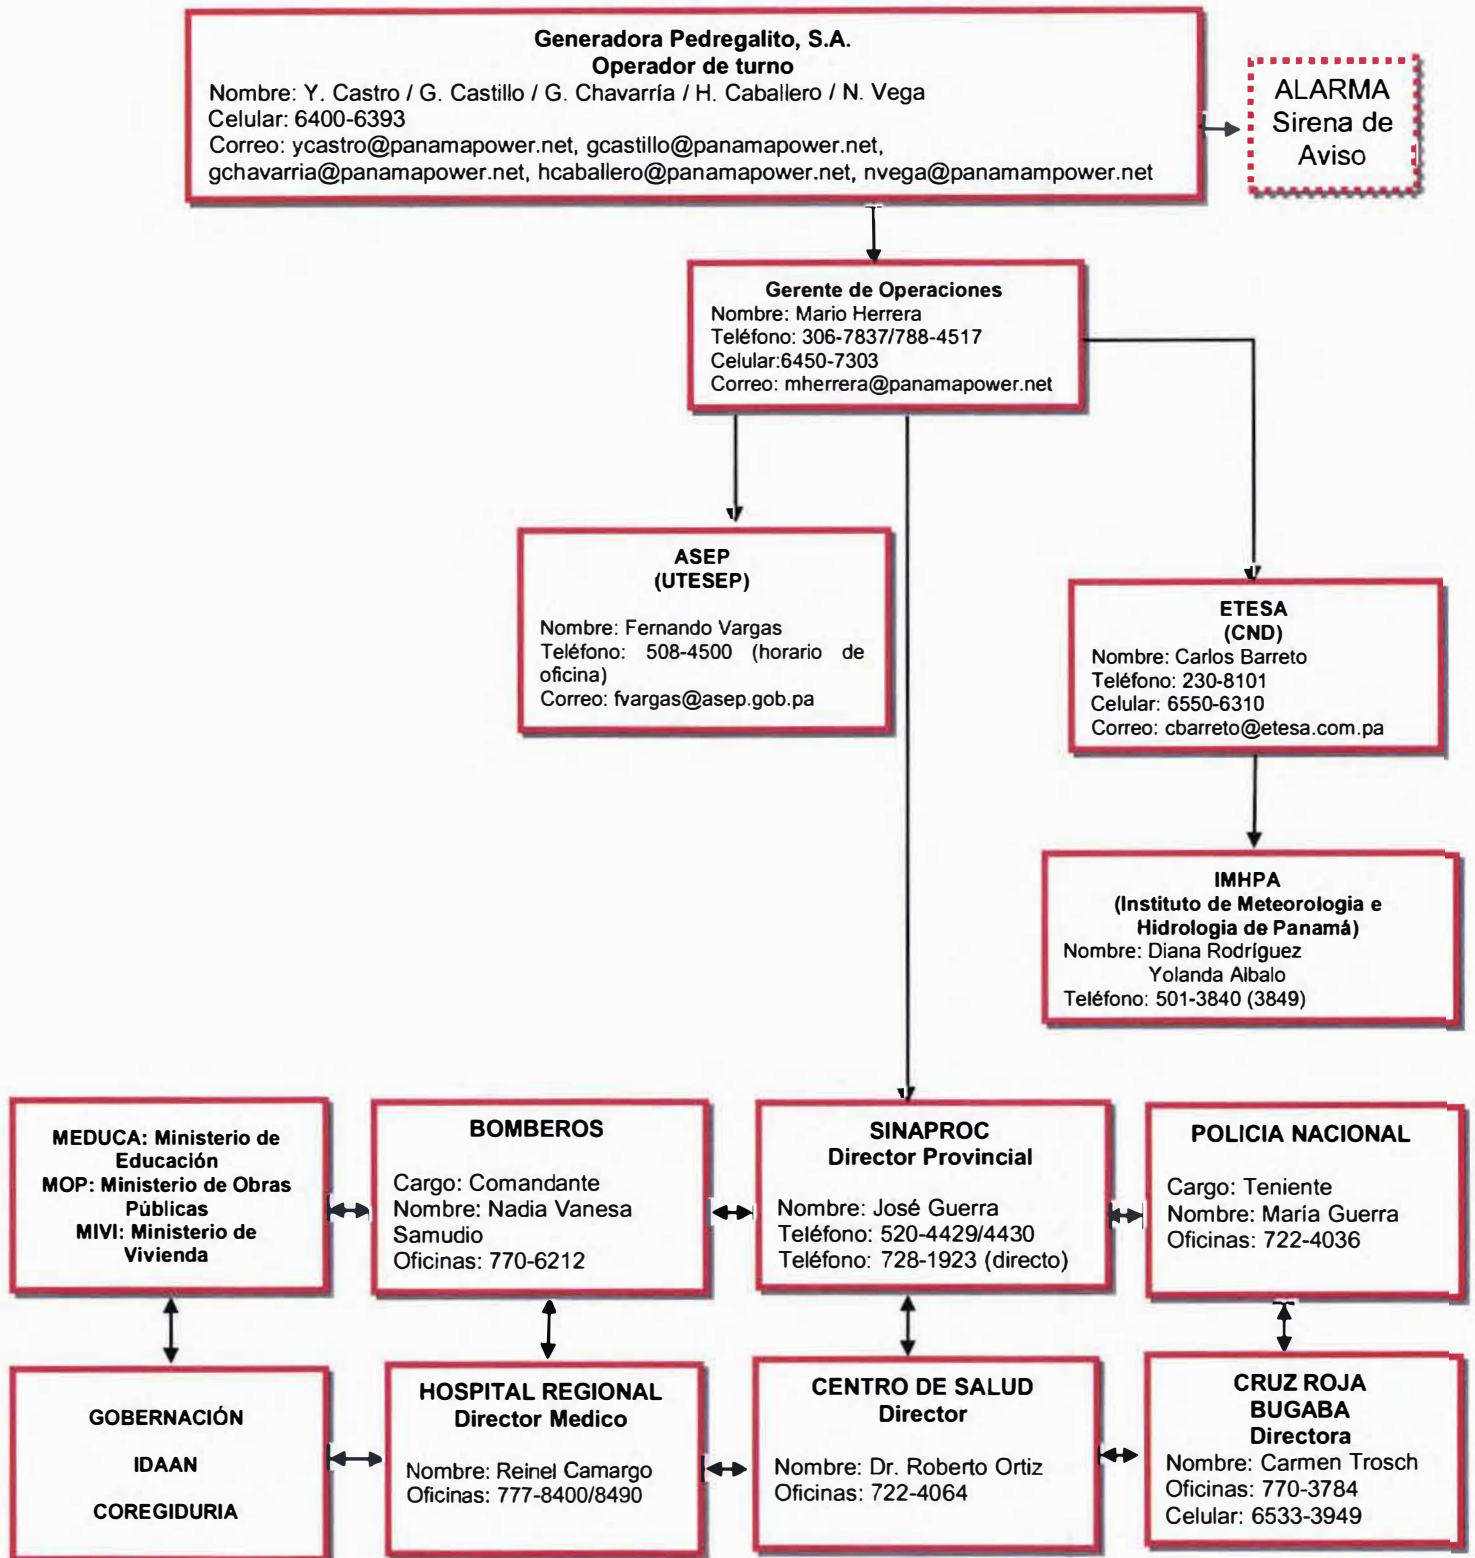 Generadora Pedregalito, S.A.
Operador de turno
Nombre: Y. Castro / G. Castillo / G. Chavarría / H. Caballero / N. Vega
Celular: 6400-6393
Correo: ycastro@panamapower.net, gcastillo@panamapower.net,
gchavarria@panamapower.net, hcaballero@panamapower.net, nvega@panamampower.net
ALARMA
Sirena de
Aviso
Gerente de Operaciones
Nombre: Mario Herrera
Teléfono: 306-7837/788-4517
Celular:6450-7303
Correo: mherrera@panamapower.net
ASEP
(UTESEP)
Nombre: Fernando Vargas
Teléfono: 508-4500 (horario de
oficina)
Correo: fvargas@asep.gob.pa
ETESA
(CND)
Nombre: Carlos Barreto
Teléfono: 230-8101
Celular: 6550-6310
Correo: cbarreto@etesa.com.pa
IMHPA
(Instituto de Meteorologia e
Hidrologia de Panamá)
Nombre: Diana Rodríguez
Yolanda Albalo
Teléfono: 501-3840 (3849)
MEDUCA: Ministerio de
Educación
MOP: Ministerio de Obras
Públicas
MIVI: Ministerio de
Vivienda
BOMBEROS
Cargo: Comandante
Nombre: Nadia Vanesa
Samudio
Oficinas: 770-6212
SINAPROC
Director Provincial
Nombre: José Guerra
Teléfono: 520-4429/4430
Teléfono: 728-1923 (directo)
POLICIA NACIONAL
Cargo: Teniente
Nombre: María Guerra
Oficinas: 722-4036
GOBERNACIÓN
IDAAN
COREGIDURIA
HOSPITAL REGIONAL
Director Medico
Nombre: Reinel Camargo
Oficinas: 777-8400/8490
CENTRO DE SALUD
Director
Nombre: Dr. Roberto Ortiz
Oficinas: 722-4064
CRUZ ROJA
BUGABA
Directora
Nombre: Carmen Trosch
Oficinas: 770-3784
Celular: 6533-3949